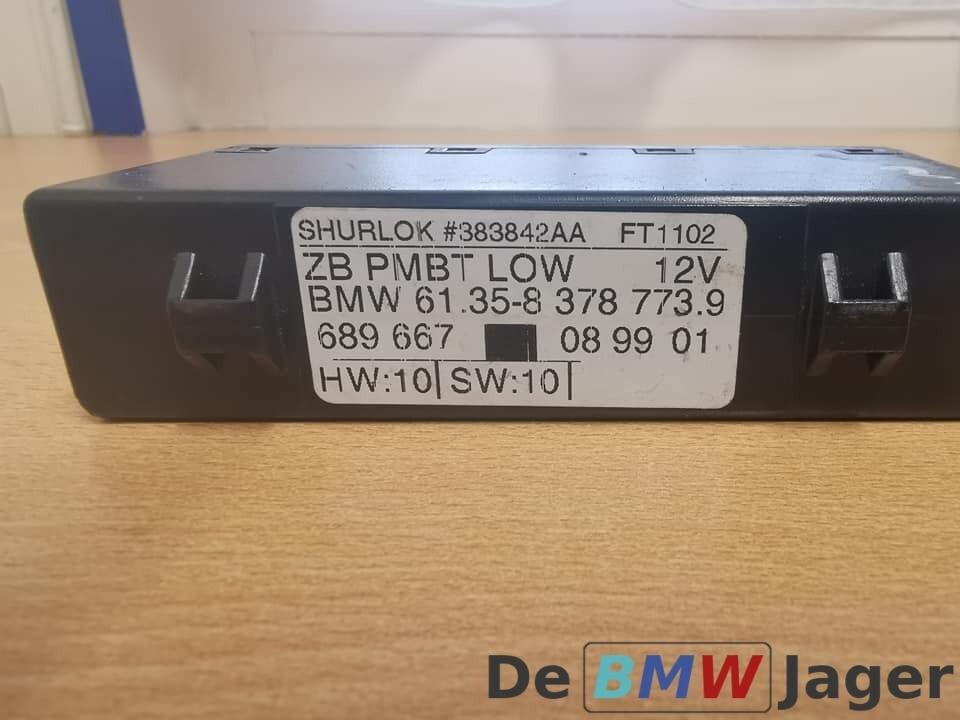 SHURLOK #383842AA FT1102
ZB PMBT LOW 12V
BMW 61.35-8 378 773.9
689 667 08 99 01
HW:10 SW:10
De BMW Jager